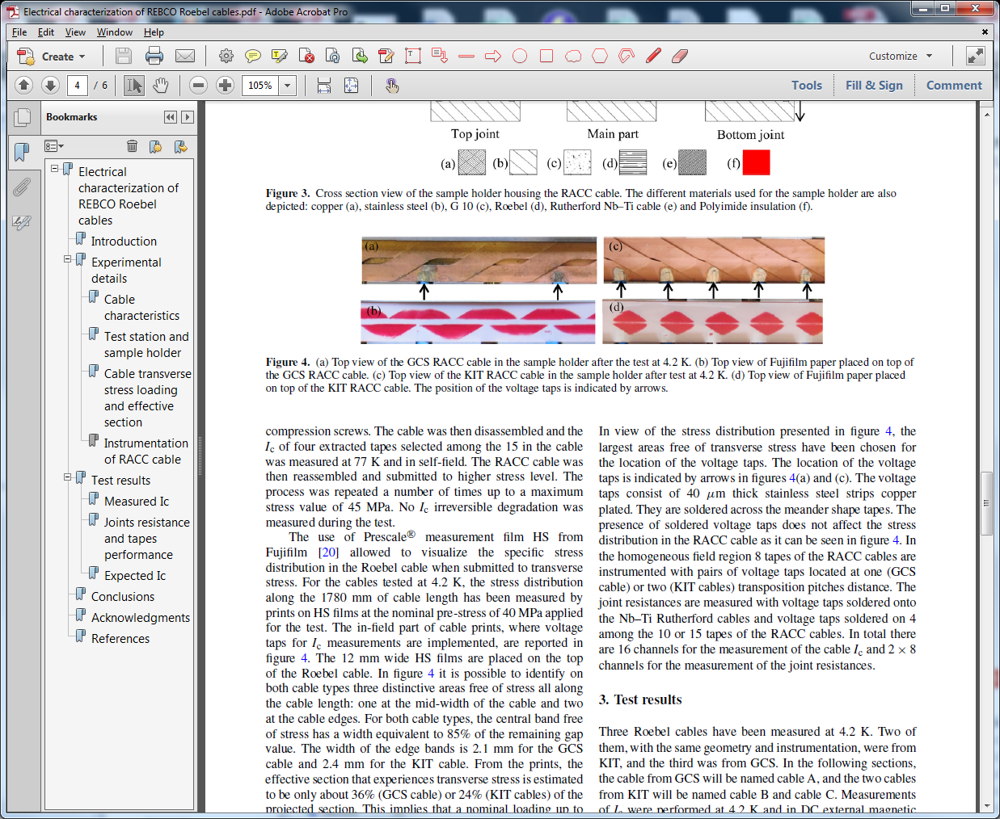 Electrical characterization of REBCO Roebel cables.pdf - Adobe Acrobat Pro
File Edit View Window Help
Create
Customize
4 / 6
105%
Tools
Fill & Sign
Comment
Bookmarks
Electrical
characterization of
REBCO Roebel
cables
Introduction
Experimental
details
Cable
characteristics
Test station and
sample holder
Cable transverse
stress loading
and effective
section
Instrumentation
of RACC cable
Test results
Measured Ic
Joints resistance
and tapes
performance
Expected Ic
Conclusions
Acknowledgments
References
Top joint
Main part
Bottom joint
(a) (b) (c) (d) (e) (f)
Figure 3. Cross section view of the sample holder housing the RACC cable. The different materials used for the sample holder are also
depicted: copper (a), stainless steel (b), G 10 (c), Roebel (d), Rutherford Nb–Ti cable (e) and Polyimide insulation (f).
(a)
(c)
(b)
(d)
Figure 4. (a) Top view of the GCS RACC cable in the sample holder after the test at 4.2 K. (b) Top view of Fujifilm paper placed on top of
the GCS RACC cable. (c) Top view of the KIT RACC cable in the sample holder after test at 4.2 K. (d) Top view of Fujifilm paper placed
on top of the KIT RACC cable. The position of the voltage taps is indicated by arrows.
compression screws. The cable was then disassembled and the
Ic of four extracted tapes selected among the 15 in the cable
was measured at 77 K and in self-field. The RACC cable was
then reassembled and submitted to higher stress level. The
process was repeated a number of times up to a maximum
stress value of 45 MPa. No Ic irreversible degradation was
measured during the test.
The use of Prescale® measurement film HS from
Fujifilm [20] allowed to visualize the specific stress
distribution in the Roebel cable when submitted to transverse
stress. For the cables tested at 4.2 K, the stress distribution
along the 1780 mm of cable length has been measured by
prints on HS films at the nominal pre-stress of 40 MPa applied
for the test. The in-field part of cable prints, where voltage
taps for Ic measurements are implemented, are reported in
figure 4. The 12 mm wide HS films are placed on the top
of the Roebel cable. In figure 4 it is possible to identify on
both cable types three distinctive areas free of stress all along
the cable length: one at the mid-width of the cable and two
at the cable edges. For both cable types, the central band free
of stress has a width equivalent to 85% of the remaining gap
value. The width of the edge bands is 2.1 mm for the GCS
cable and 2.4 mm for the KIT cable. From the prints, the
effective section that experiences transverse stress is estimated
to be only about 36% (GCS cable) or 24% (KIT cables) of the
projected section. This implies that a nominal loading up to
In view of the stress distribution presented in figure 4, the
largest areas free of transverse stress have been chosen for
the location of the voltage taps. The location of the voltage
taps is indicated by arrows in figures 4(a) and (c). The voltage
taps consist of 40 μm thick stainless steel strips copper
plated. They are soldered across the meander shape tapes. The
presence of soldered voltage taps does not affect the stress
distribution in the RACC cable as it can be seen in figure 4. In
the homogeneous field region 8 tapes of the RACC cables are
instrumented with pairs of voltage taps located at one (GCS
cable) or two (KIT cables) transposition pitches distance. The
joint resistances are measured with voltage taps soldered onto
the Nb–Ti Rutherford cables and voltage taps soldered on 4
among the 10 or 15 tapes of the RACC cables. In total there
are 16 channels for the measurement of the cable Ic and 2 × 8
channels for the measurement of the joint resistances.
3. Test results
Three Roebel cables have been measured at 4.2 K. Two of
them, with the same geometry and instrumentation, were from
KIT, and the third was from GCS. In the following sections,
the cable from GCS will be named cable A, and the two cables
from KIT will be named cable B and cable C. Measurements
of Ic were performed at 4.2 K and in DC external magnetic